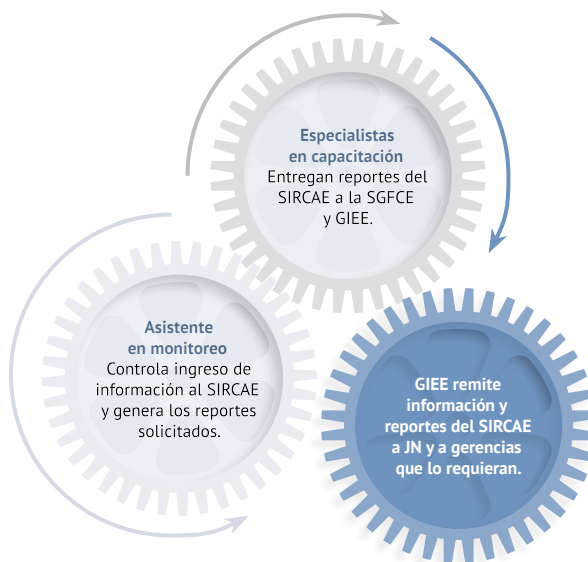 Especialistas
en capacitación
Entregan reportes del
SIRCAE a la SGFCE
y GIEE.
Asistente
en monitoreo
Controla ingreso de
información al SIRCAE
y genera los reportes
solicitados.
GIEE remite
información y
reportes del SIRCAE
a JN y a gerencias
que lo requieran.